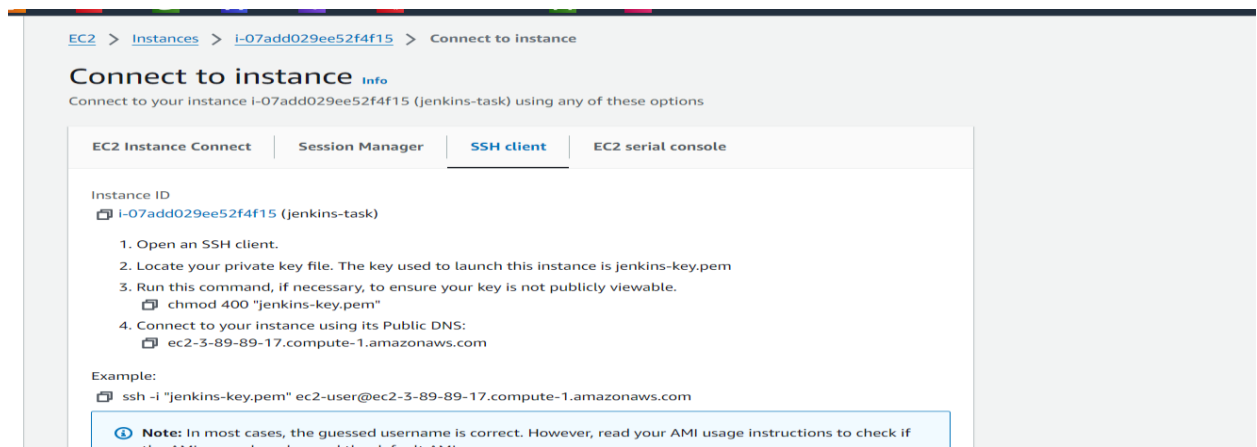 EC2 > Instances > i-07add029ee52f4f15 > Connect to instance
Connect to instance Info
Connect to your instance i-07add029ee52f4f15 (jenkins-task) using any of these options
EC2 Instance Connect Session Manager SSH client EC2 serial console
Instance ID
i-07add029ee52f4f15 (jenkins-task)
1. Open an SSH client.
2. Locate your private key file. The key used to launch this instance is jenkins-key.pem
3. Run this command, if necessary, to ensure your key is not publicly viewable.
chmod 400 "jenkins-key.pem"
4. Connect to your instance using its Public DNS:
ec2-3-89-89-17.compute-1.amazonaws.com
Example:
ssh -i "jenkins-key.pem" ec2-user@ec2-3-89-89-17.compute-1.amazonaws.com
Note: In most cases, the guessed username is correct. However, read your AMI usage instructions to check if